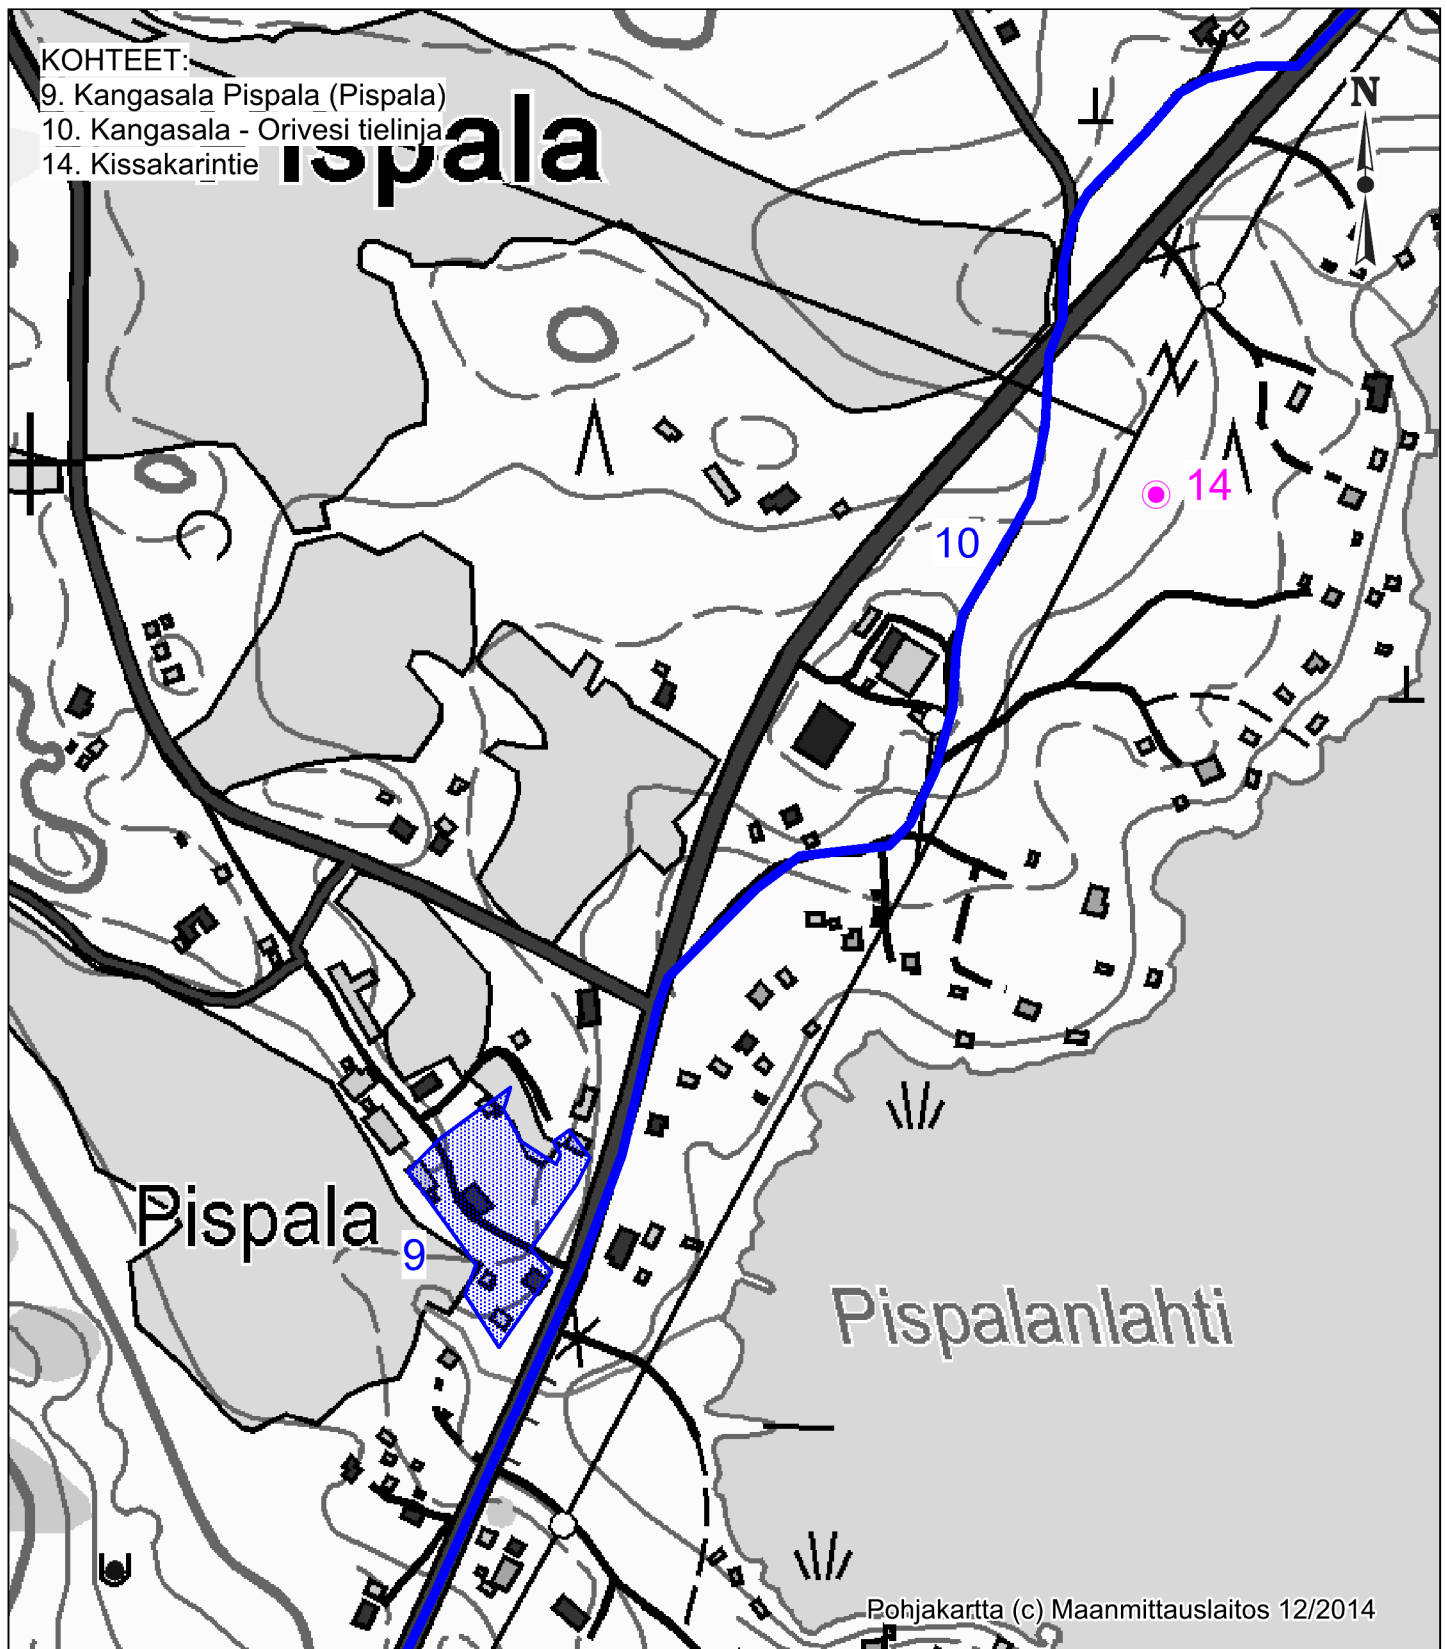 KOHTEET:
9. Kangasala Pispala (Pispala)
10. Kangasala - Orivesi tielinja
14. Kissakarintie
Pispala
N
14
10
Pispala
9
Pispalanlahti
Pohjakartta (c) Maanmittauslaitos 12/2014